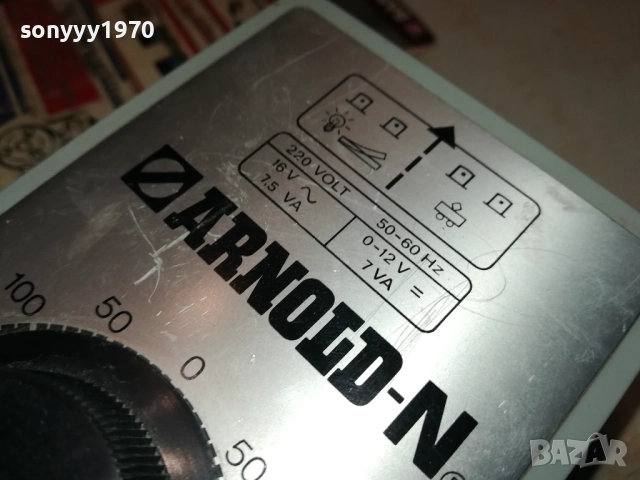 sonyyy1970
220 VOLT 50-60 Hz
16 V ~ 0-12 V =
7.5 VA 7 VA
ARNOLD-N
100 50 0 50
BAZAR